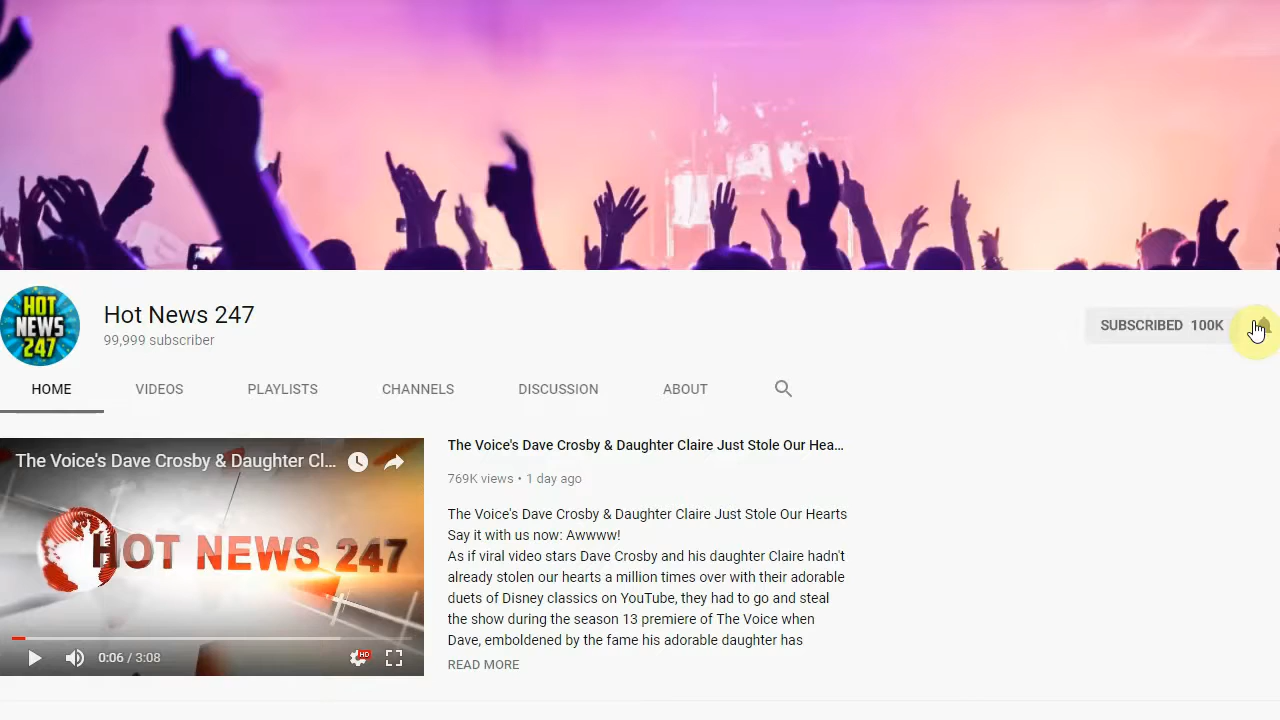 HOT
NEWS
247
Hot News 247
99,999 subscriber
SUBSCRIBED 100K
HOME
VIDEOS
PLAYLISTS
CHANNELS
DISCUSSION
ABOUT
The Voice's Dave Crosby & Daughter Cl...
HOT NEWS 247
0:06 / 3:08
HD
The Voice's Dave Crosby & Daughter Claire Just Stole Our Hea...
769K views • 1 day ago
The Voice's Dave Crosby & Daughter Claire Just Stole Our Hearts
Say it with us now: Awwww!
As if viral video stars Dave Crosby and his daughter Claire hadn't
already stolen our hearts a million times over with their adorable
duets of Disney classics on YouTube, they had to go and steal
the show during the season 13 premiere of The Voice when
Dave, emboldened by the fame his adorable daughter has
READ MORE